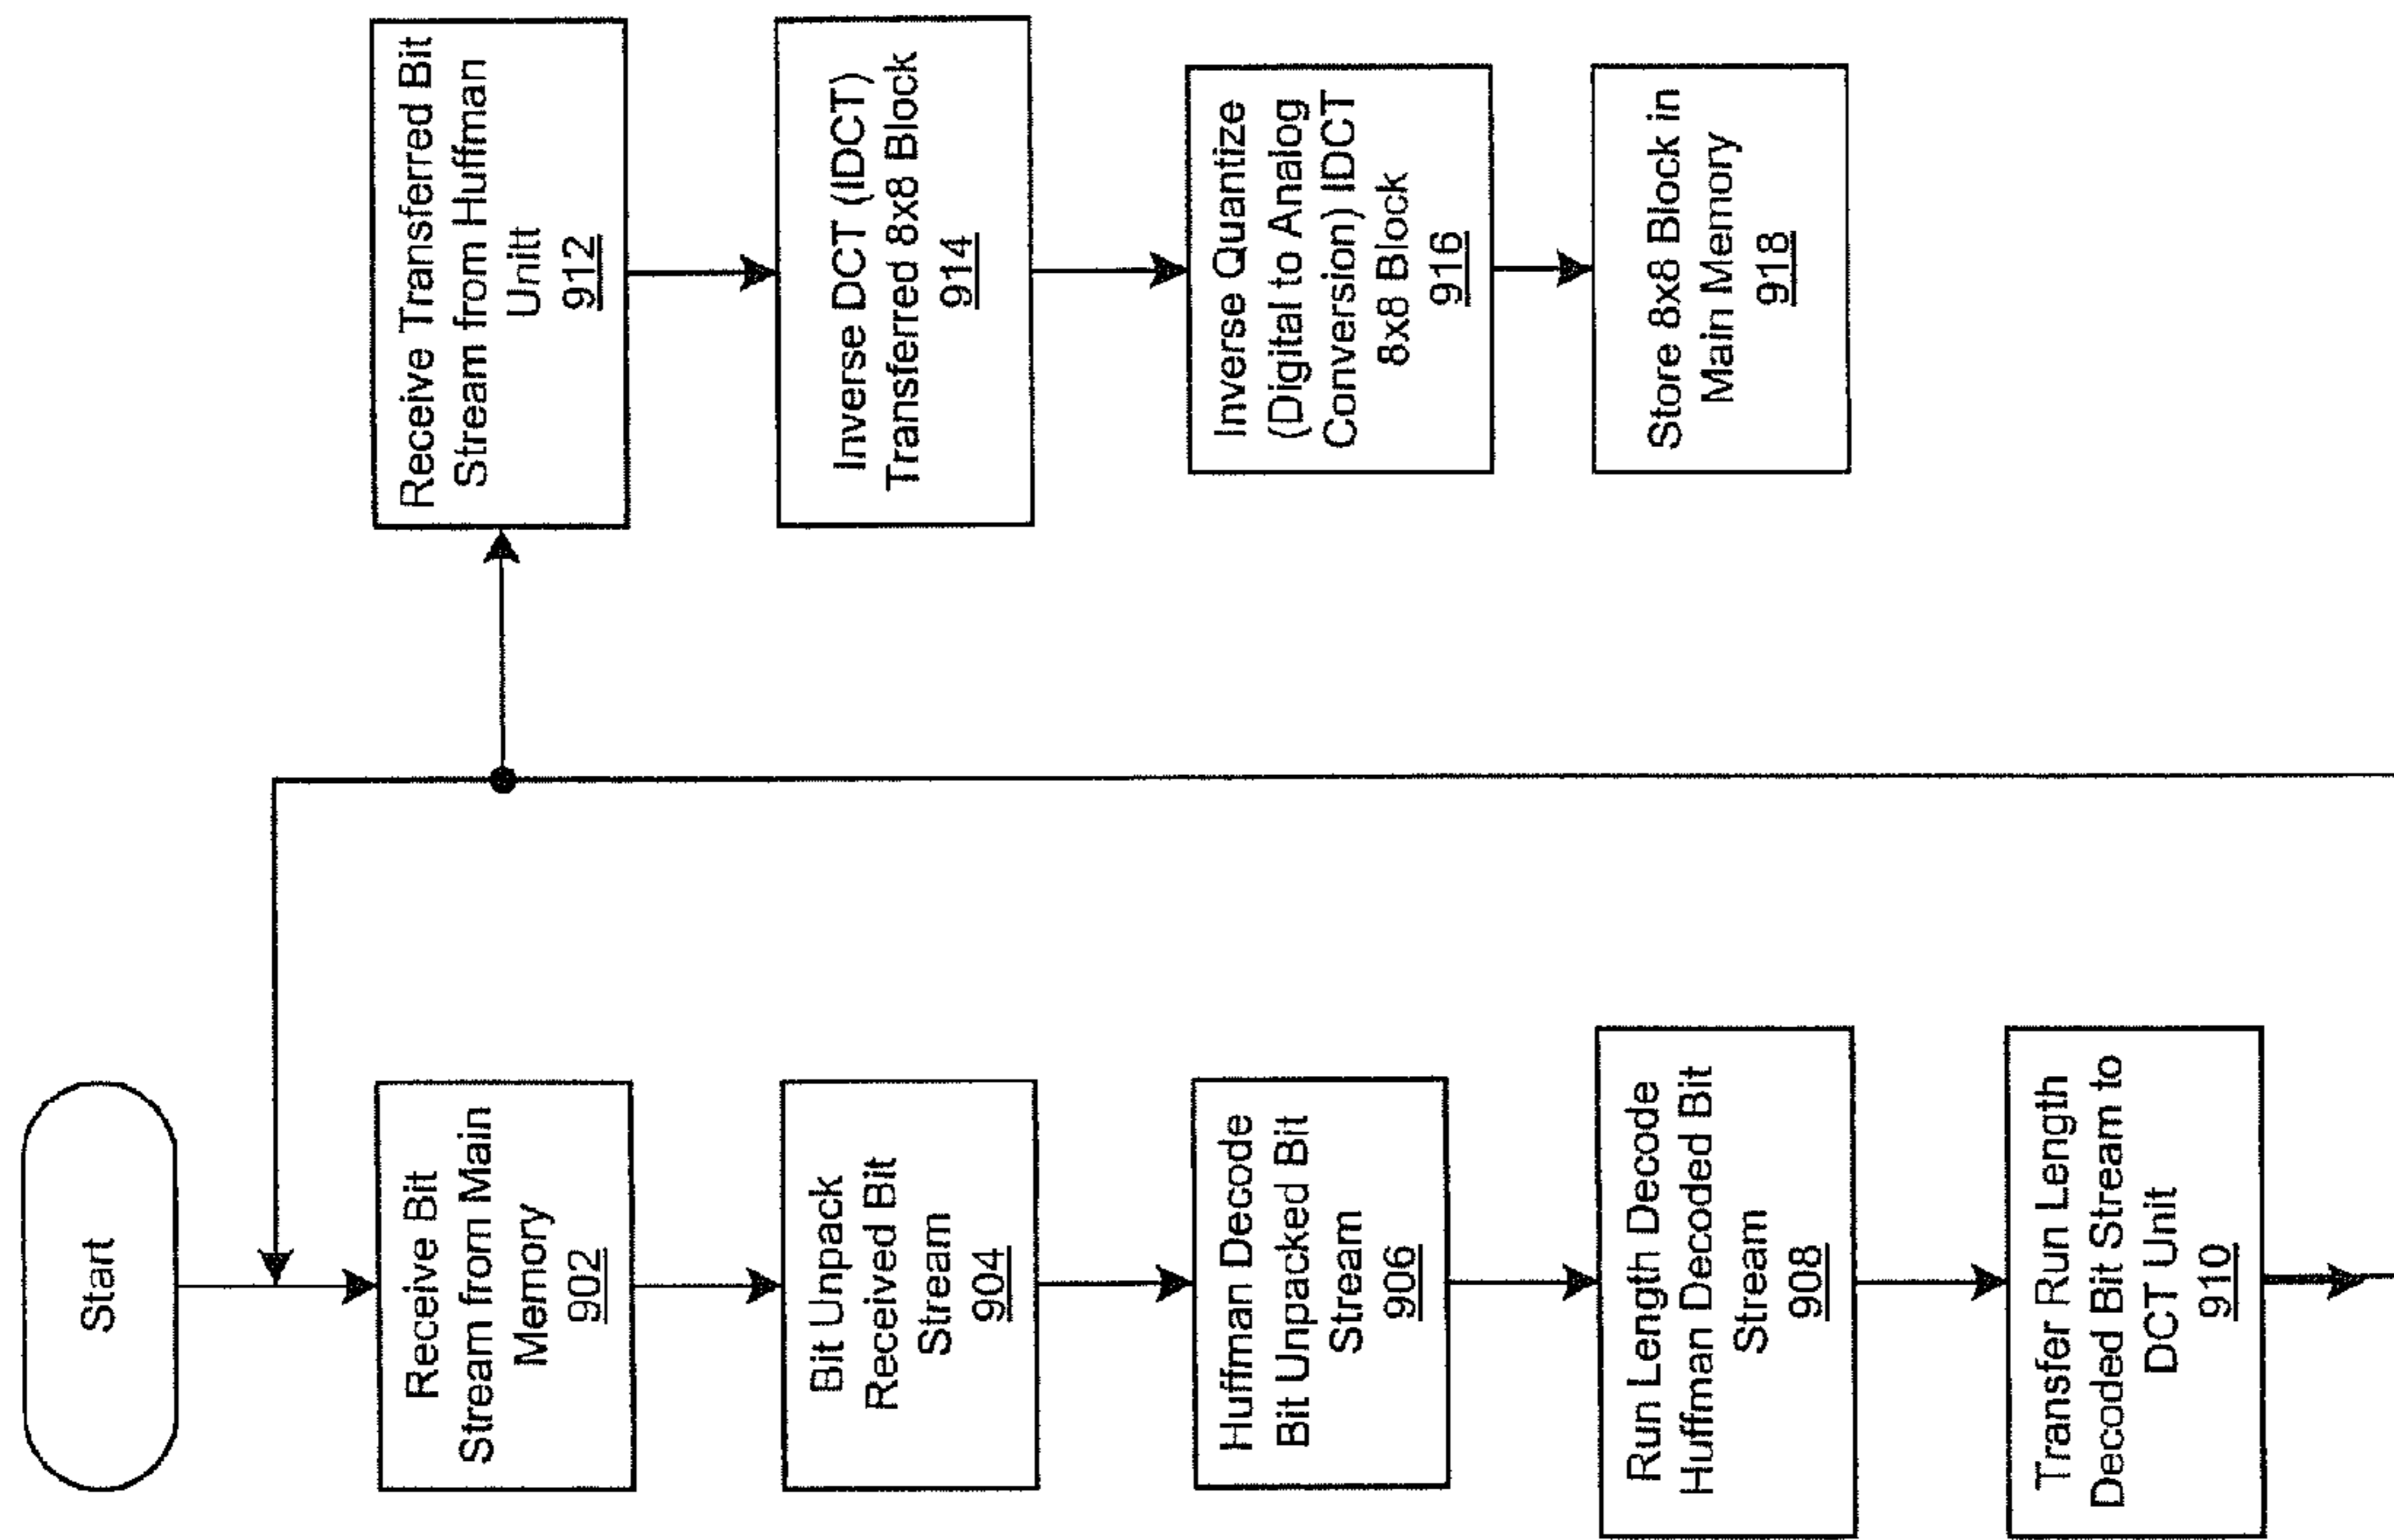 Start
Receive Bit
Stream from Main
Memory
902
Bit Unpack
Received Bit
Stream
904
Huffman Decode
Bit Unpacked Bit
Stream
906
Run Length Decode
Huffman Decoded Bit
Stream
908
Transfer Run Length
Decoded Bit Stream to
DCT Unit
910
Receive Transferred Bit
Stream from Huffman
Unitt
912
Inverse DCT (IDCT)
Transferred 8x8 Block
914
Inverse Quantize
(Digital to Analog
Conversion) IDCT
8x8 Block
916
Store 8x8 Block in
Main Memory
918